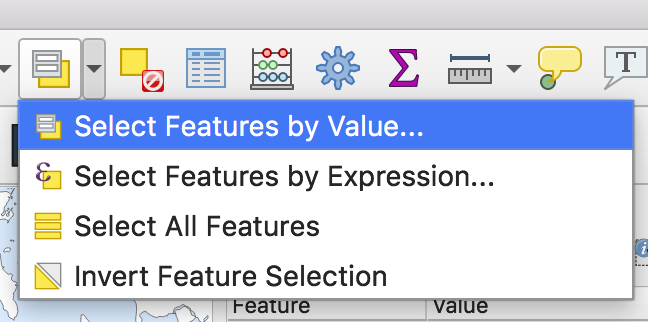 T
Select Features by Value...
Select Features by Expression...
Select All Features
Invert Feature Selection
Feature Value